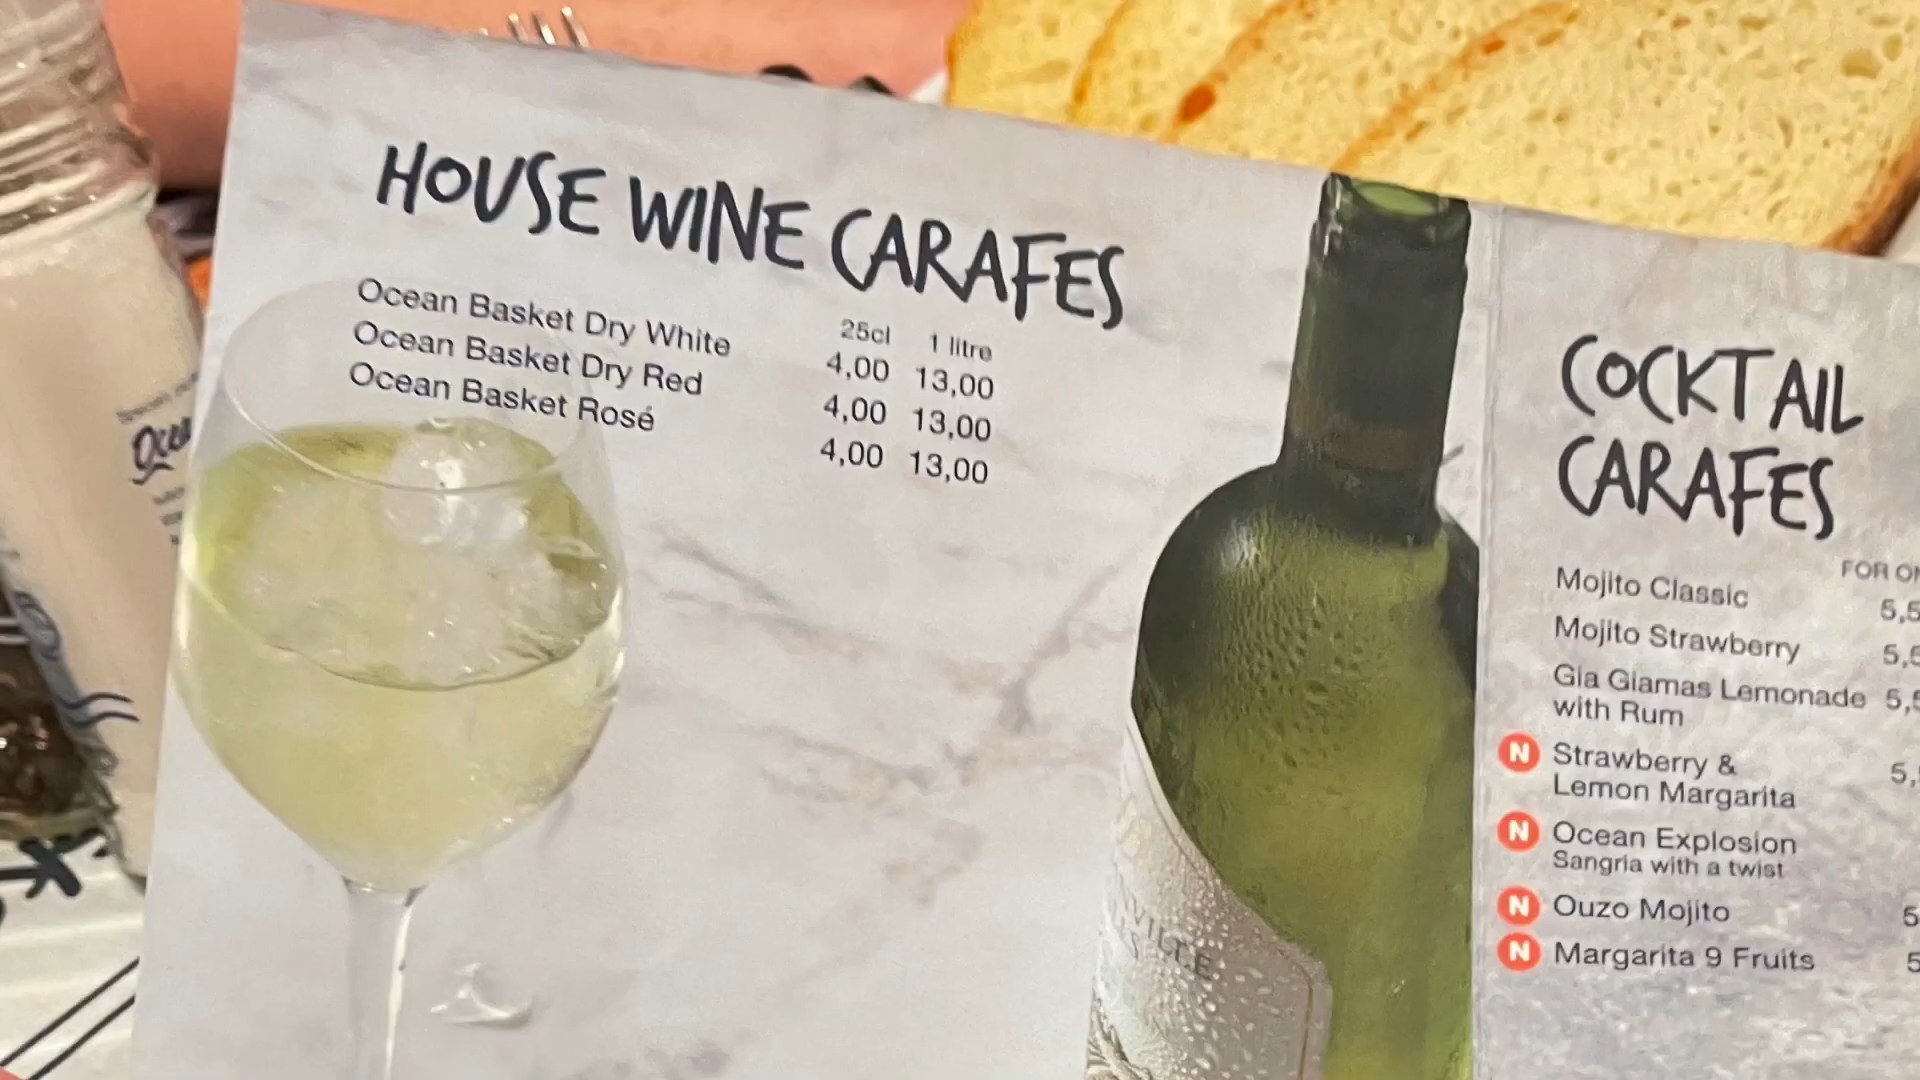 HOUSE WINE CARAFES
25cl 1 litre
Ocean Basket Dry White 4,00 13,00
Ocean Basket Dry Red 4,00 13,00
Ocean Basket Rosé 4,00 13,00
COCKTAIL
CARAFES
FOR
Mojito Classic
Mojito Strawberry
Gia Giamas Lemonade
with Rum
N Strawberry &
Lemon Margarita
N Ocean Explosion
Sangria with a twist
N Ouzo Mojito
N Margarita 9 Fruits